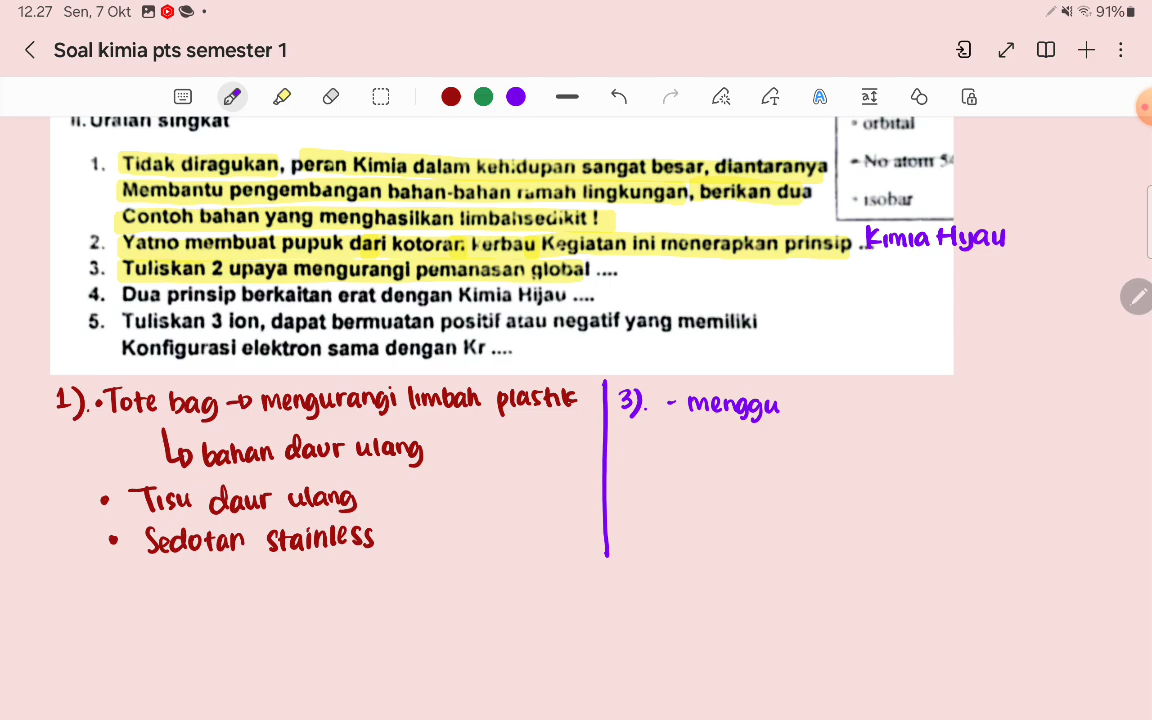 12.27 Sen, 7 Okt
91%
Soal kimia pts semester 1
II. Uraian singkat
• orbital
1. Tidak diragukan, peran Kimia dalam kehidupan sangat besar, diantaranya
• No atom 54
Membantu pengembangan bahan-bahan ramah lingkungan, berikan dua
• isobar
Contoh bahan yang menghasilkan limbahsedikit !
2. Yatno membuat pupuk dari kotoran kerbau Kegiatan ini menerapkan prinsip ... Kimia Hijau
3. Tuliskan 2 upaya mengurangi pemanasan global ....
4. Dua prinsip berkaitan erat dengan Kimia Hijau ....
5. Tuliskan 3 ion, dapat bermuatan positif atau negatif yang memiliki
Konfigurasi elektron sama dengan Kr ....
1). • Tote bag → mengurangi limbah plastik
↳ bahan daur ulang
• Tisu daur ulang
• Sedotan stainless
3). - menggu